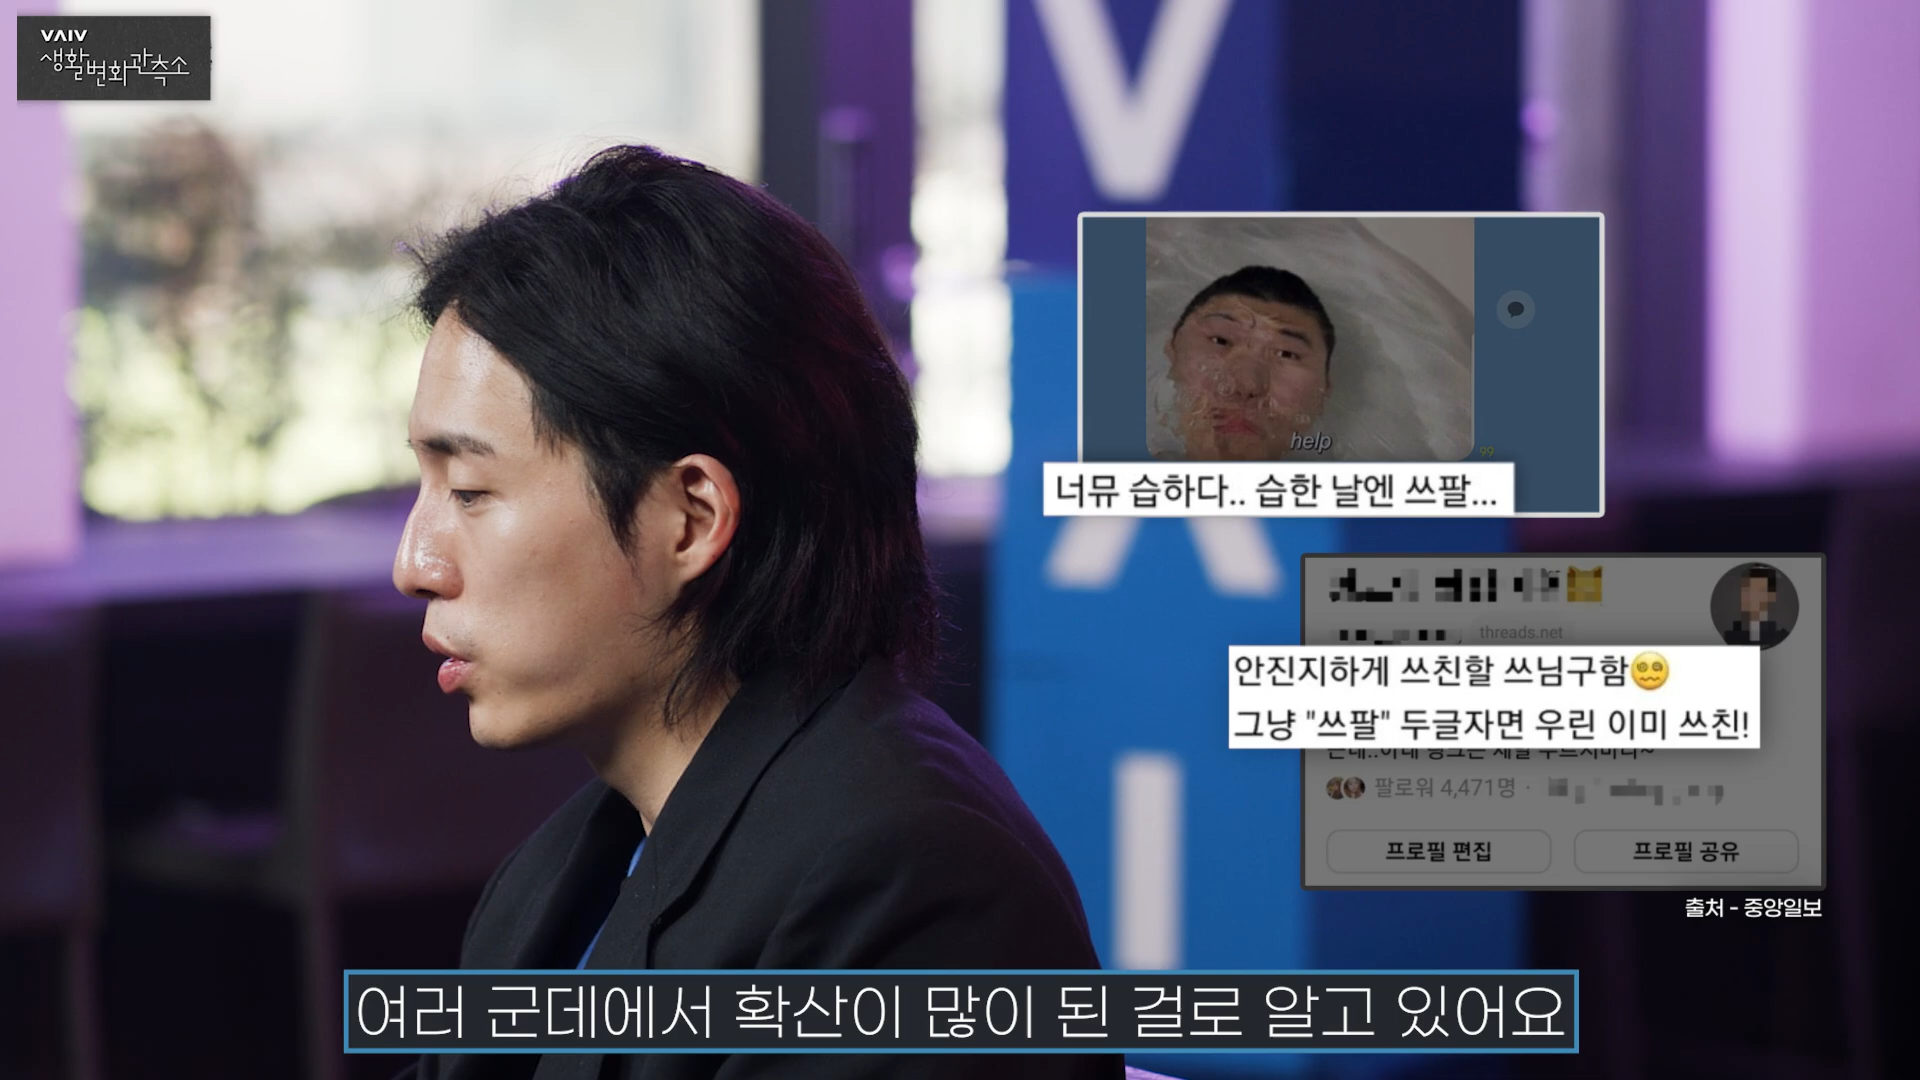 VAIV
생활변화관측소
VAI
help
99
너뮤 습하다.. 습한 날엔 쓰팔...
threads.net
안진지하게 쓰친할 쓰님구함😵‍💫
그냥 "쓰팔" 두글자면 우린 이미 쓰친!
팔로워 4,471명 ·
프로필 편집
프로필 공유
출처 - 중앙일보
여러 군데에서 확산이 많이 된 걸로 알고 있어요